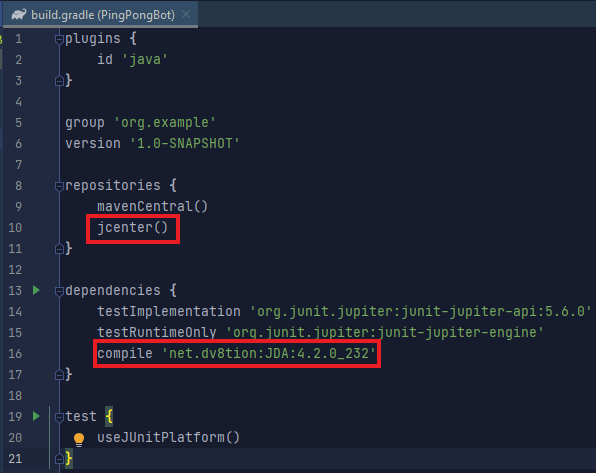 build.gradle (PingPongBot)
1 plugins {
2 id 'java'
3 }
4
5 group 'org.example'
6 version '1.0-SNAPSHOT'
7
8 repositories {
9 mavenCentral()
10 jcenter()
11 }
12
13 dependencies {
14 testImplementation 'org.junit.jupiter:junit-jupiter-api:5.6.0'
15 testRuntimeOnly 'org.junit.jupiter:junit-jupiter-engine'
16 compile 'net.dv8tion:JDA:4.2.0_232'
17 }
18
19 test {
20 useJUnitPlatform()
21 }